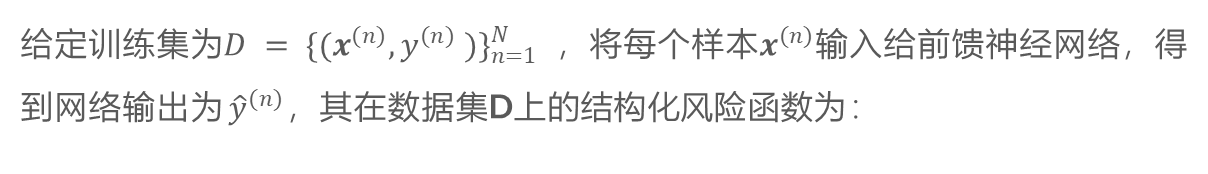 给定训练集为D = {(x^(n), y^(n) )}_{n=1}^N ，将每个样本x^(n)输入给前馈神经网络，得
到网络输出为 ŷ^(n)，其在数据集D上的结构化风险函数为：